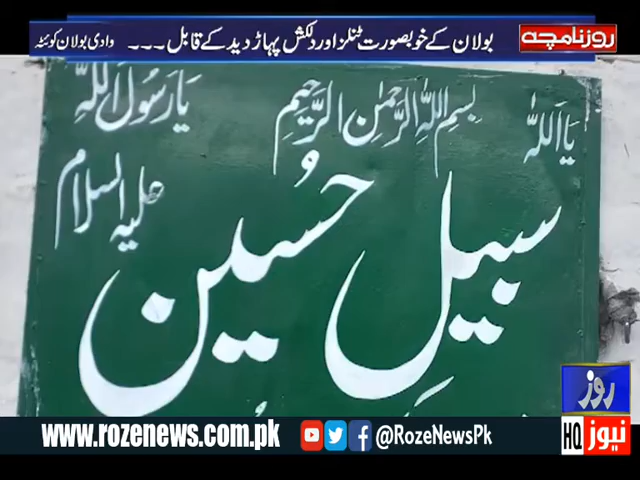 روزنامچہ
بولان کے خوبصورت ٹنلز اور دلکش پہاڑ دید کے قابل ۔۔۔
وادی بولان کوئٹہ
یا اللہ
بسم اللہ الرحمٰن الرحیم
یا رسول اللہ
سبیل حسین
علیہ السلام
روز
HQ نیوز
www.rozenews.com.pk
@RozeNewsPk